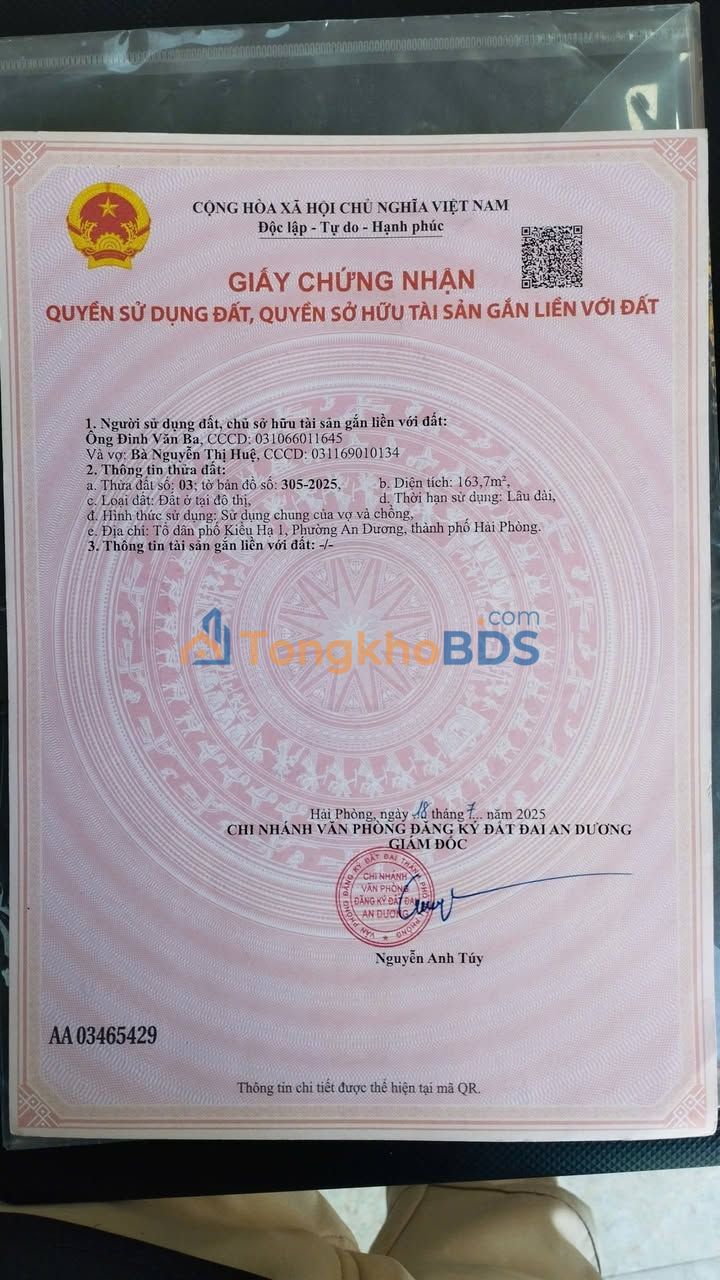 CỘNG HÒA XÃ HỘI CHỦ NGHĨA VIỆT NAM
Độc lập - Tự do - Hạnh phúc
GIẤY CHỨNG NHẬN
QUYỀN SỬ DỤNG ĐẤT, QUYỀN SỞ HỮU TÀI SẢN GẮN LIỀN VỚI ĐẤT
1. Người sử dụng đất, chủ sở hữu tài sản gắn liền với đất:
Ông Đinh Văn Ba, CCCD: 031066011645
Và vợ: Bà Nguyễn Thị Huệ, CCCD: 031169010134
2. Thông tin thửa đất:
a. Thửa đất số: 03; tờ bản đồ số: 305-2025, b. Diện tích: 163,7m²,
c. Loại đất: Đất ở tại đô thị, d. Thời hạn sử dụng: Lâu dài,
đ. Hình thức sử dụng: Sử dụng chung của vợ và chồng,
e. Địa chỉ: Tổ dân phố Kiều Hạ 1, Phường An Dương, thành phố Hải Phòng.
3. Thông tin tài sản gắn liền với đất: -/-
TongkhoBDS.com
Hải Phòng, ngày 18 tháng 7 năm 2025
CHI NHÁNH VĂN PHÒNG ĐĂNG KÝ ĐẤT ĐAI AN DƯƠNG
GIÁM ĐỐC
VĂN PHÒNG ĐĂNG KÝ ĐẤT ĐAI THÀNH PHỐ PHÒNG
CHI NHÁNH
VĂN PHÒNG
ĐĂNG KÝ ĐẤT ĐAI
AN DƯƠNG
Nguyễn Anh Túy
AA 03465429
Thông tin chi tiết được thể hiện tại mã QR.